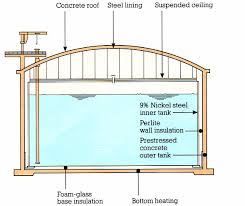 Concrete roof
Steel lining
Suspended ceiling
9% Nickel steel
inner tank
Perlite
wall insulation
Prestressed
concrete
outer tank
Foam-glass
base insulation
Bottom heating